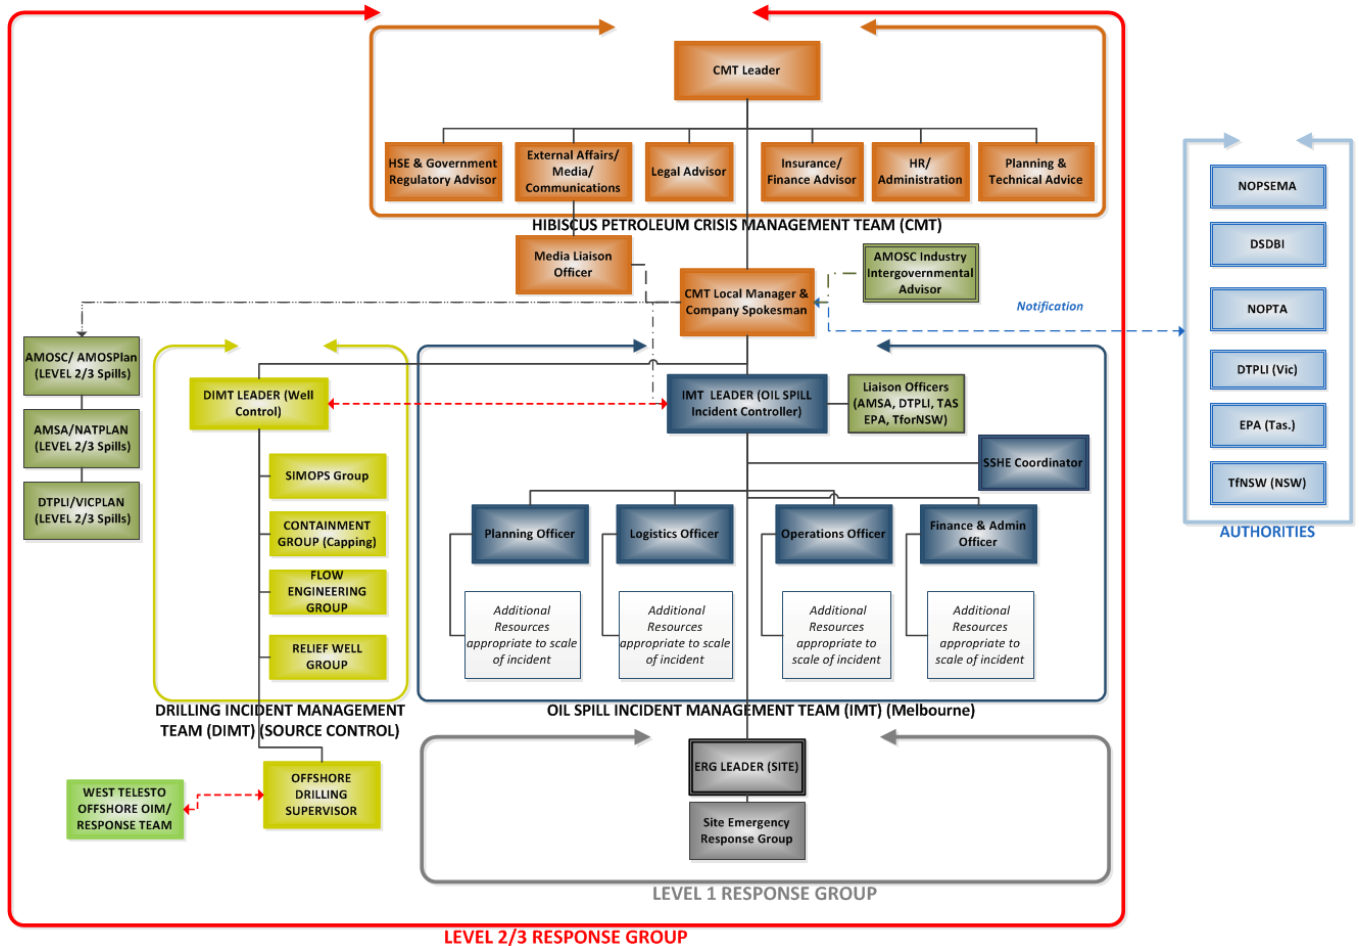 CMT Leader
HSE & Government
Regulatory Advisor
External Affairs/
Media/
Communications
Legal Advisor
Insurance/
Finance Advisor
HR/
Administration
Planning &
Technical Advice
HIBISCUS PETROLEUM CRISIS MANAGEMENT TEAM (CMT)
Media Liaison
Officer
CMT Local Manager &
Company Spokesman
AMOSC Industry
Intergovernmental
Advisor
Notification
NOPSEMA
DSDBI
NOPTA
DTPLI (Vic)
EPA (Tas.)
TfNSW (NSW)
AUTHORITIES
AMOSC/ AMOSPlan
(LEVEL 2/3 Spills)
AMSA/NATPLAN
(LEVEL 2/3 Spills)
DTPLI/VICPLAN
(LEVEL 2/3 Spills)
DIMT LEADER (Well
Control)
SIMOPS Group
CONTAINMENT
GROUP (Capping)
FLOW
ENGINEERING
GROUP
RELIEF WELL
GROUP
DRILLING INCIDENT MANAGEMENT
TEAM (DIMT) (SOURCE CONTROL)
IMT LEADER (OIL SPILL
Incident Controller)
Liaison Officers
(AMSA, DTPLI, TAS
EPA, TforNSW)
SSHE Coordinator
Planning Officer
Logistics Officer
Operations Officer
Finance & Admin
Officer
Additional
Resources
appropriate to scale
of incident
Additional
Resources
appropriate to scale
of incident
Additional
Resources
appropriate to
scale of incident
Additional
Resources
appropriate to
scale of incident
OIL SPILL INCIDENT MANAGEMENT TEAM (IMT) (Melbourne)
OFFSHORE
DRILLING
SUPERVISOR
WEST TELESTO
OFFSHORE OIM/
RESPONSE TEAM
ERG LEADER (SITE)
Site Emergency
Response Group
LEVEL 1 RESPONSE GROUP
LEVEL 2/3 RESPONSE GROUP